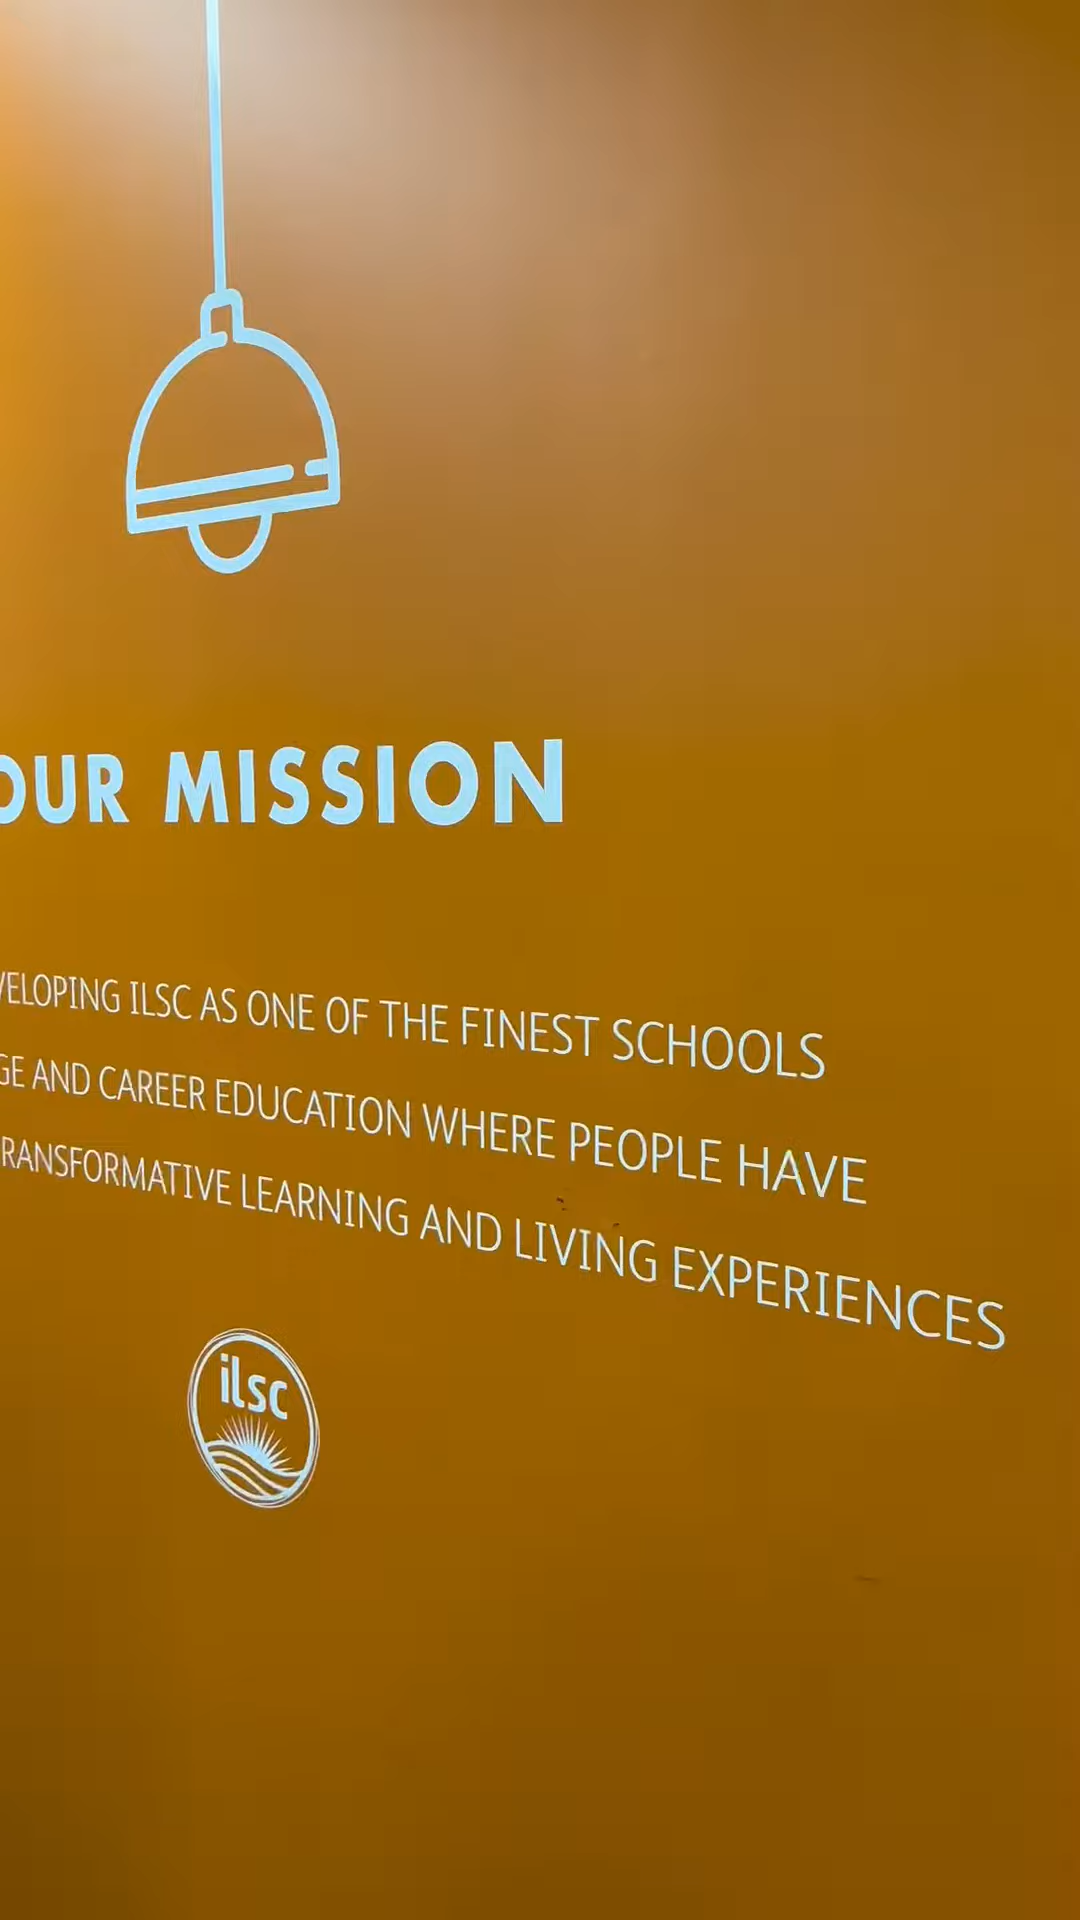 OUR MISSION
VELOPING ILSC AS ONE OF THE FINEST SCHOOLS
GE AND CAREER EDUCATION WHERE PEOPLE HAVE
RANSFORMATIVE LEARNING AND LIVING EXPERIENCES
ilsc